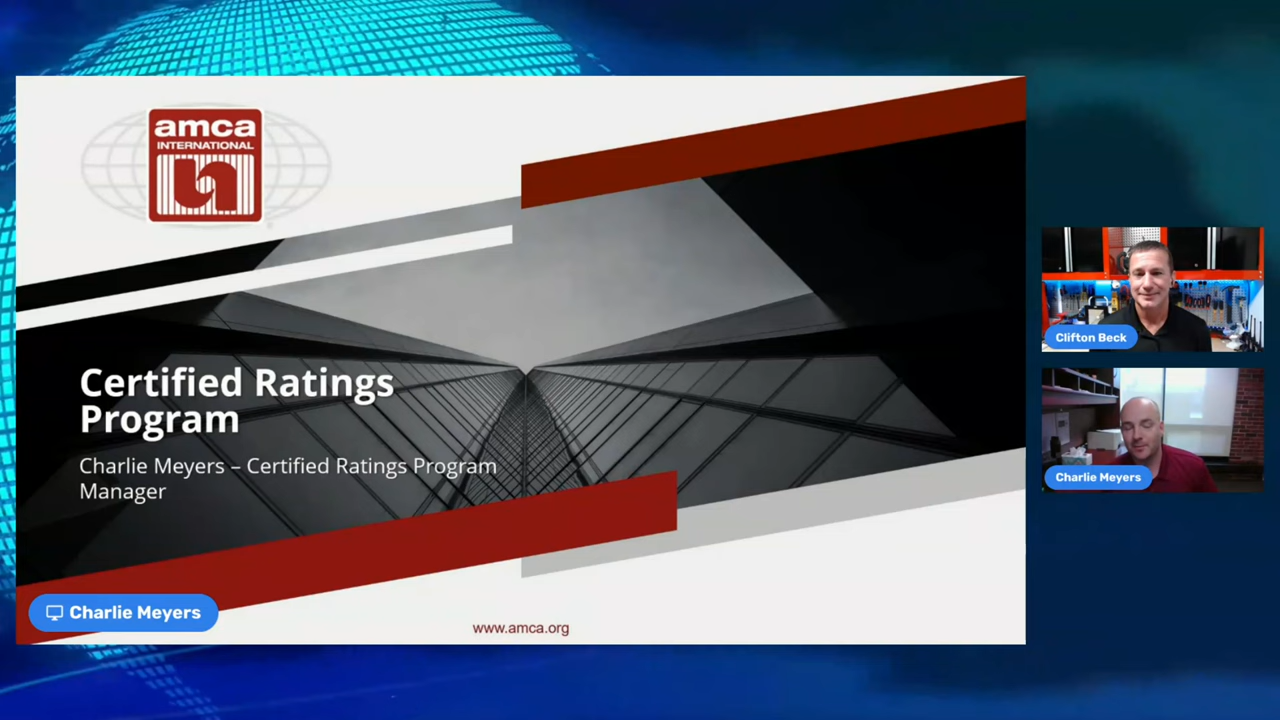 amca
INTERNATIONAL
Certified Ratings
Program
Charlie Meyers – Certified Ratings Program
Manager
Charlie Meyers
www.amca.org
Clifton Beck
Charlie Meyers